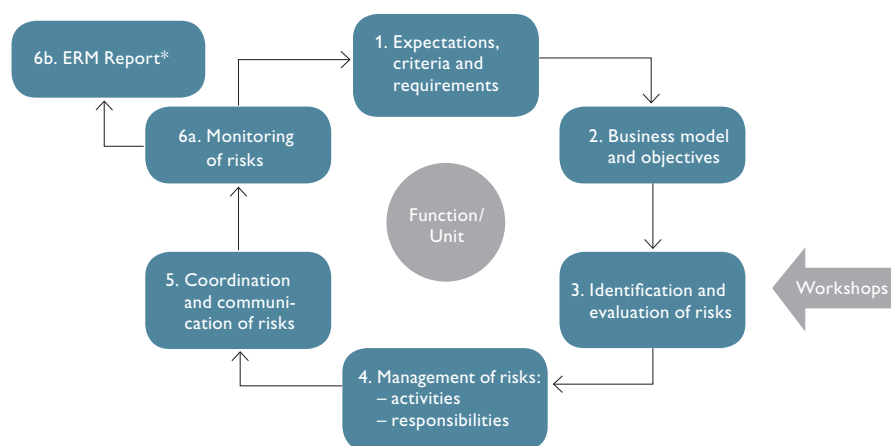 6b. ERM Report*
1. Expectations,
criteria and
requirements
6a. Monitoring
of risks
2. Business model
and objectives
Function/
Unit
5. Coordination
and communi-
cation of risks
3. Identification and
evaluation of risks
Workshops
4. Management of risks:
– activities
– responsibilities